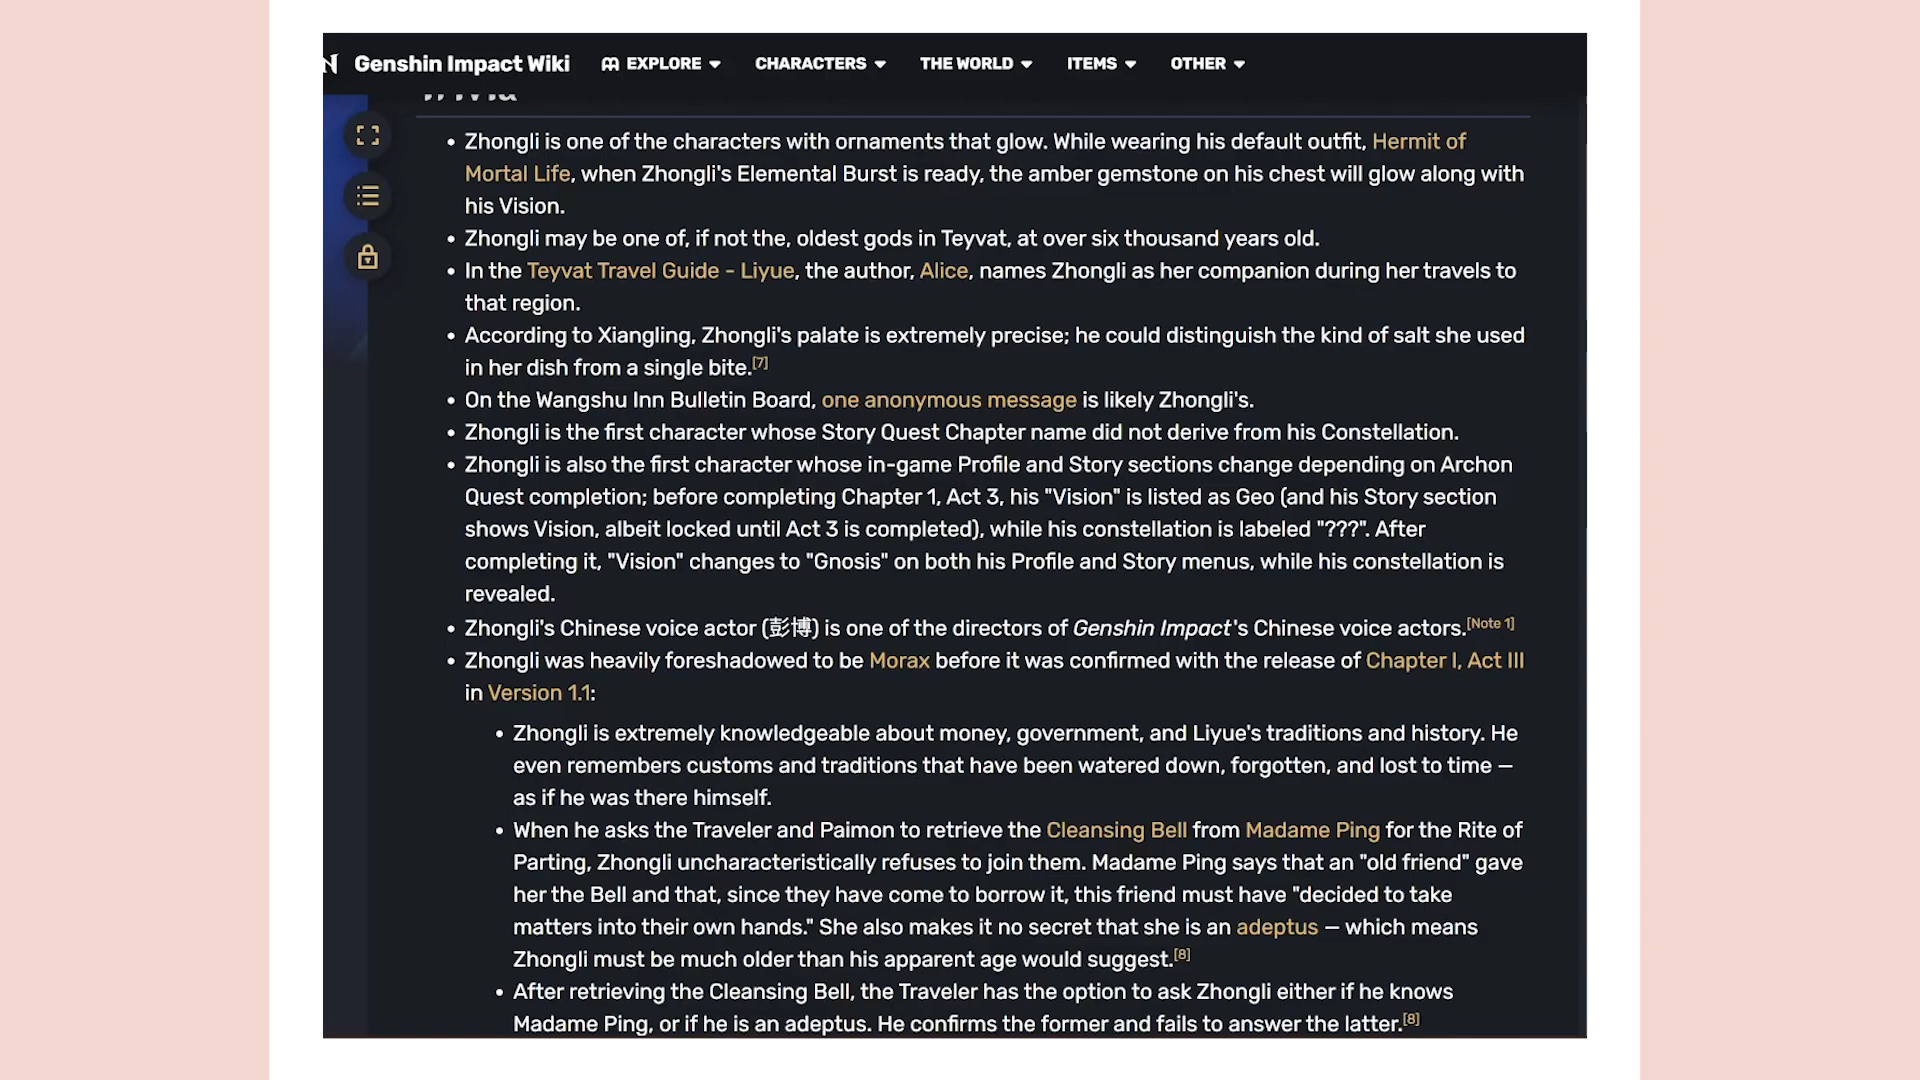 Genshin Impact Wiki EXPLORE CHARACTERS THE WORLD ITEMS OTHER
Trivia
• Zhongli is one of the characters with ornaments that glow. While wearing his default outfit, Hermit of
Mortal Life, when Zhongli's Elemental Burst is ready, the amber gemstone on his chest will glow along with
his Vision.
• Zhongli may be one of, if not the, oldest gods in Teyvat, at over six thousand years old.
• In the Teyvat Travel Guide - Liyue, the author, Alice, names Zhongli as her companion during her travels to
that region.
• According to Xiangling, Zhongli's palate is extremely precise; he could distinguish the kind of salt she used
in her dish from a single bite.[7]
• On the Wangshu Inn Bulletin Board, one anonymous message is likely Zhongli's.
• Zhongli is the first character whose Story Quest Chapter name did not derive from his Constellation.
• Zhongli is also the first character whose in-game Profile and Story sections change depending on Archon
Quest completion; before completing Chapter 1, Act 3, his "Vision" is listed as Geo (and his Story section
shows Vision, albeit locked until Act 3 is completed), while his constellation is labeled "???". After
completing it, "Vision" changes to "Gnosis" on both his Profile and Story menus, while his constellation is
revealed.
• Zhongli's Chinese voice actor (彭博) is one of the directors of Genshin Impact's Chinese voice actors.[Note 1]
• Zhongli was heavily foreshadowed to be Morax before it was confirmed with the release of Chapter I, Act III
in Version 1.1:
• Zhongli is extremely knowledgeable about money, government, and Liyue's traditions and history. He
even remembers customs and traditions that have been watered down, forgotten, and lost to time —
as if he was there himself.
• When he asks the Traveler and Paimon to retrieve the Cleansing Bell from Madame Ping for the Rite of
Parting, Zhongli uncharacteristically refuses to join them. Madame Ping says that an "old friend" gave
her the Bell and that, since they have come to borrow it, this friend must have "decided to take
matters into their own hands." She also makes it no secret that she is an adeptus — which means
Zhongli must be much older than his apparent age would suggest.[8]
• After retrieving the Cleansing Bell, the Traveler has the option to ask Zhongli either if he knows
Madame Ping, or if he is an adeptus. He confirms the former and fails to answer the latter.[8]